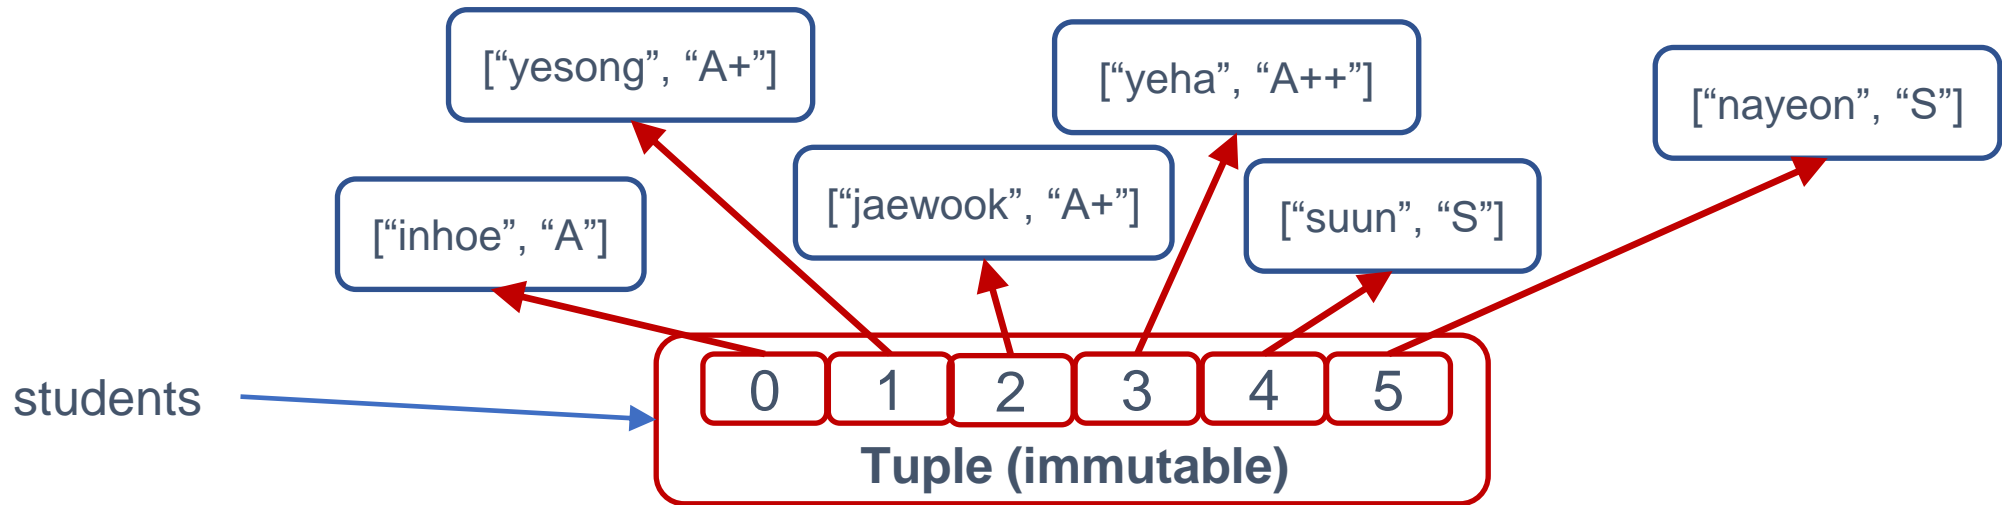 [“yesong”, “A+”]
[“yeha”, “A++”]
[“nayeon”, “S”]
[“jaewook”, “A+”]
[“inhoe”, “A”]
[“suun”, “S”]
students
0 1 2 3 4 5
Tuple (immutable)